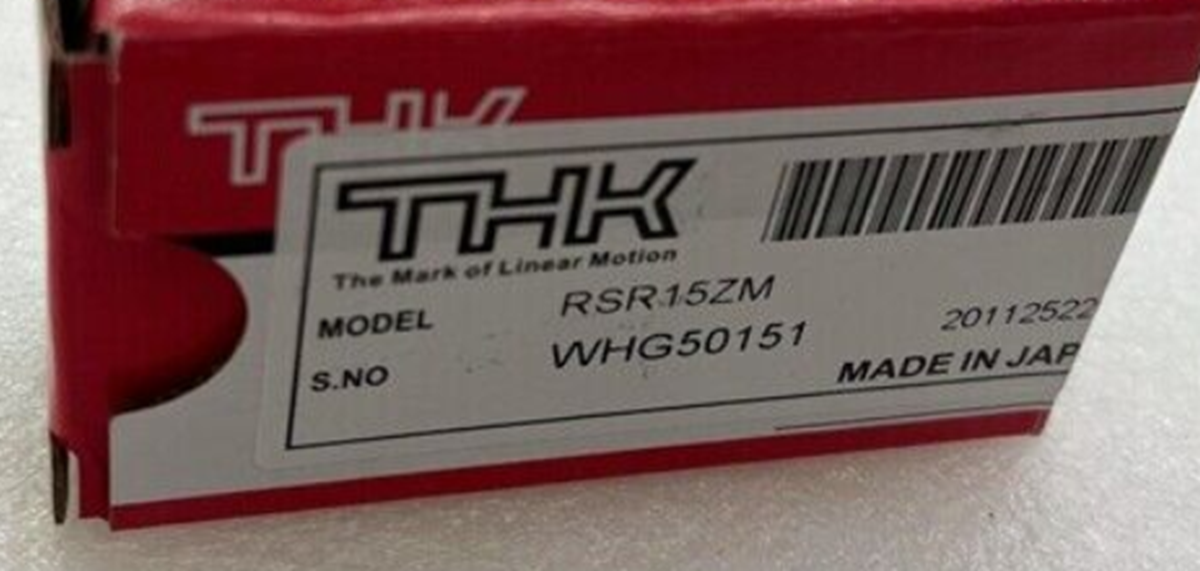 THK
THK
The Mark of Linear Motion
MODEL RSR15ZM
S.NO WHG50151
20112522
MADE IN JAP